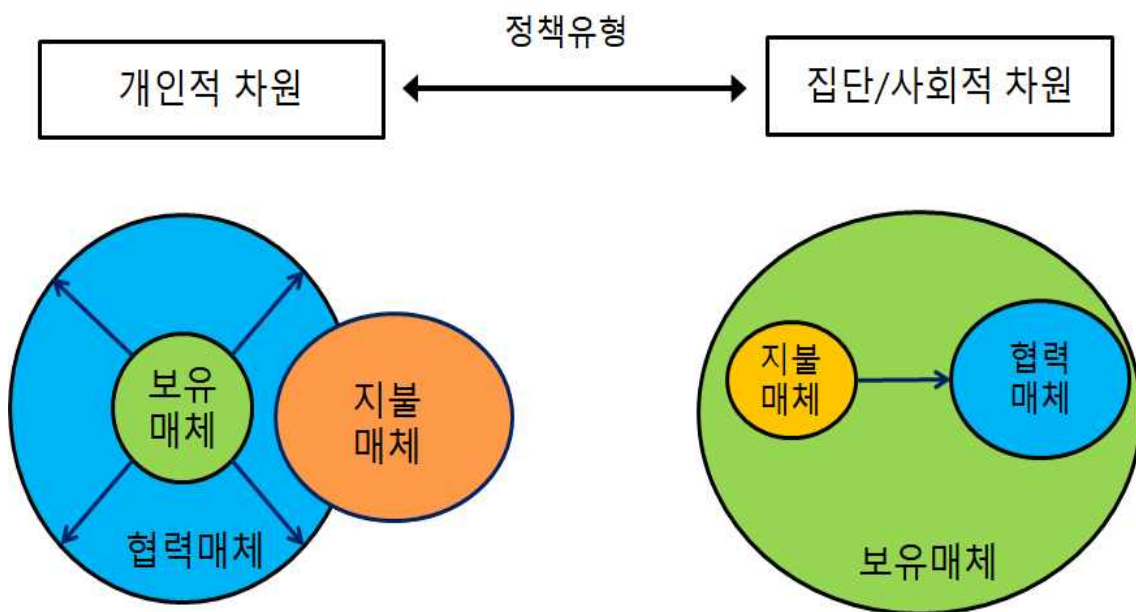 정책유형
개인적 차원
집단/사회적 차원
보유
매체
지불
매체
협력매체
지불
매체
협력
매체
보유매체